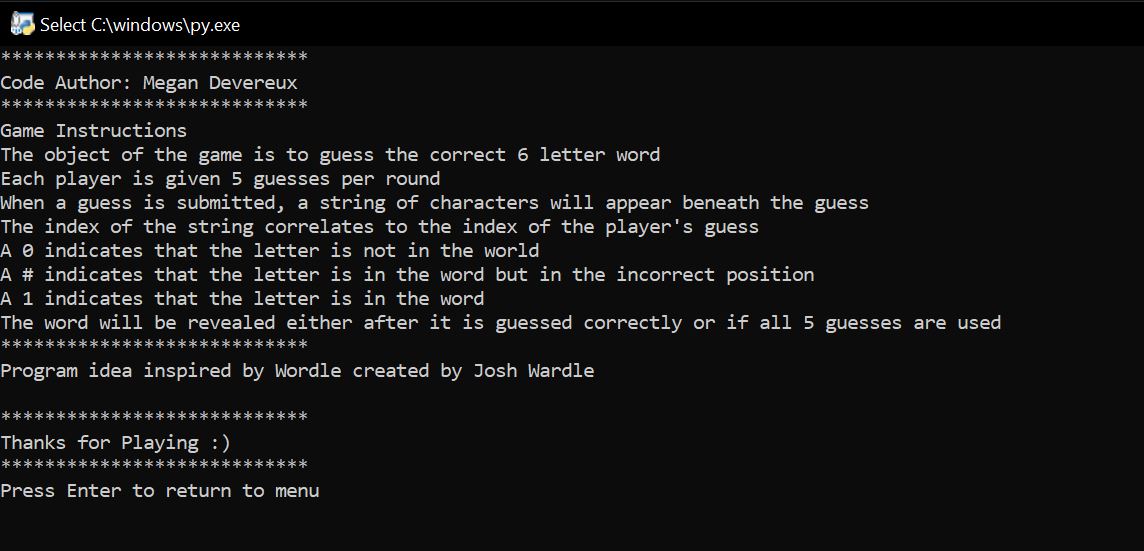 Select C:\windows\py.exe
****************************
Code Author: Megan Devereux
****************************
Game Instructions
The object of the game is to guess the correct 6 letter word
Each player is given 5 guesses per round
When a guess is submitted, a string of characters will appear beneath the guess
The index of the string correlates to the index of the player's guess
A 0 indicates that the letter is not in the world
A # indicates that the letter is in the word but in the incorrect position
A 1 indicates that the letter is in the word
The word will be revealed either after it is guessed correctly or if all 5 guesses are used
****************************
Program idea inspired by Wordle created by Josh Wardle
****************************
Thanks for Playing :)
****************************
Press Enter to return to menu